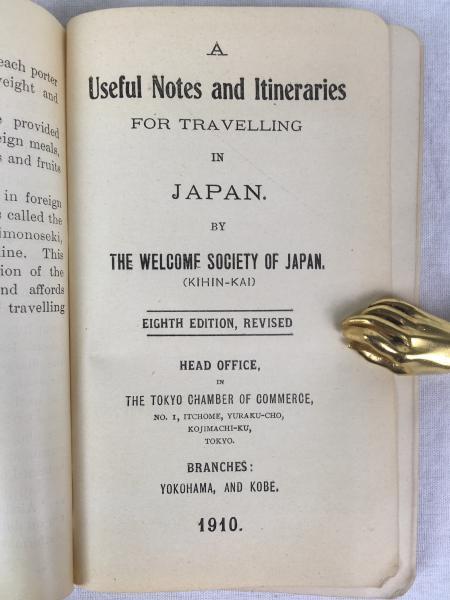 each porter
weight and
provided
eign meals,
and fruits
in foreign
called the
imonoseki,
ine. This
ion of the
nd affords
travelling
A
Useful Notes and Itineraries
FOR TRAVELLING
IN
JAPAN.
BY
THE WELCOME SOCIETY OF JAPAN.
(KIHIN-KAI)
EIGHTH EDITION, REVISED
HEAD OFFICE,
IN
THE TOKYO CHAMBER OF COMMERCE,
NO. 1, ITCHOME, YURAKU-CHO,
KOJIMACHI-KU,
TOKYO.
BRANCHES:
YOKOHAMA, AND KOBE.
1910.